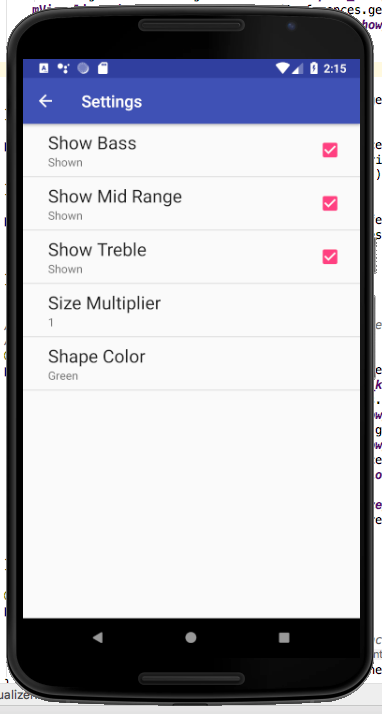 2:15
Settings
Show Bass
Shown
Show Mid Range
Shown
Show Treble
Shown
Size Multiplier
1
Shape Color
Green